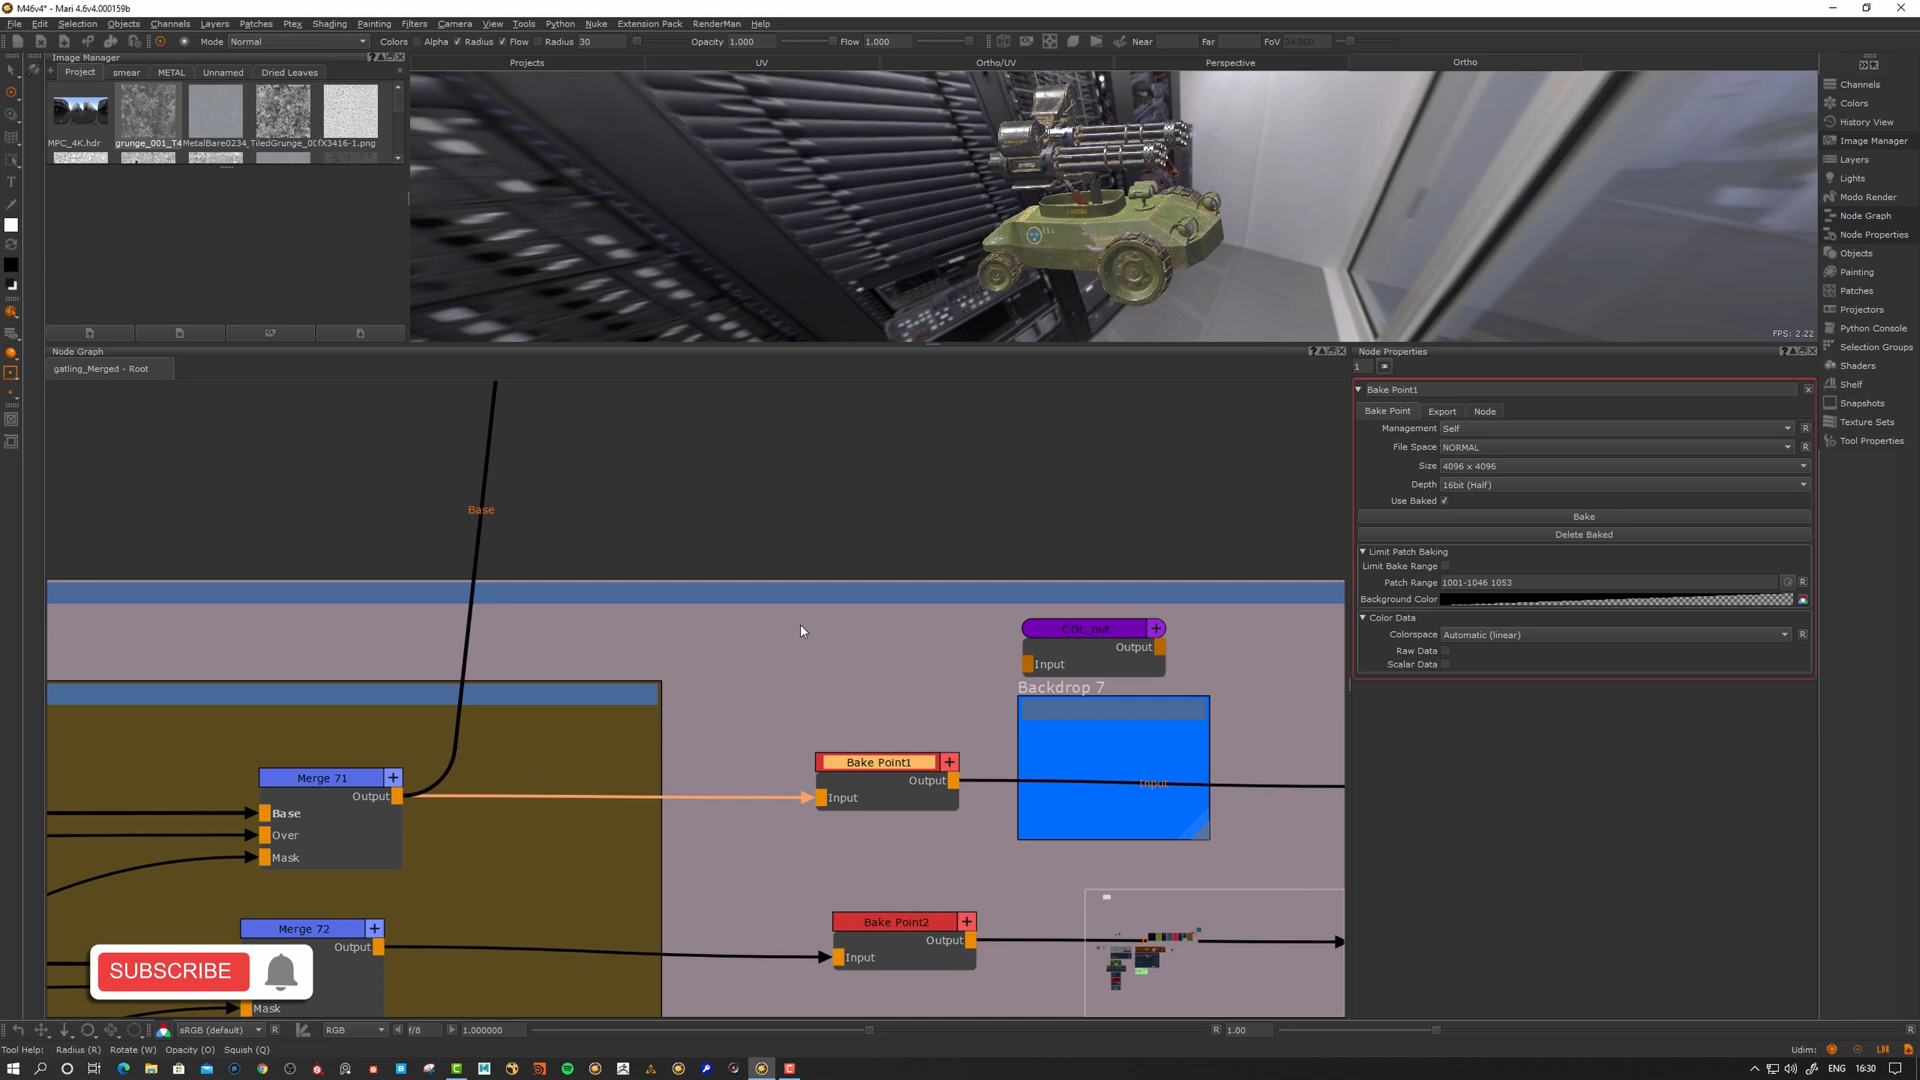 M46v4* - Mari 4.6v4.000159b
File Edit Selection Objects Channels Layers Patches Ptex Shading Painting Filters Camera View Tools Python Nuke Extension Pack RenderMan Help
Mode Normal Colors Alpha Radius Flow Radius 30 Opacity 1.000 Flow 1.000 Near Far FoV 34.000
Image Manager
Projects UV Ortho/UV Perspective Ortho
Project smear METAL Unnamed Dried Leaves
MPC_4K.hdr grunge_001_T4 MetalBare0234_ TiledGrunge_00 fX3416-1.png
FPS: 2.22
Channels
Colors
History View
Image Manager
Layers
Lights
Modo Render
Node Graph
Node Properties
Objects
Painting
Patches
Projectors
Python Console
Selection Groups
Shaders
Shelf
Snapshots
Texture Sets
Tool Properties
Node Graph
gatling_Merged - Root
Base
COL_out
Output
Input
Backdrop 7
Merge 71
Output
Base
Over
Mask
Bake Point1
Output
Input
Input
Merge 72
Output
Mask
Bake Point2
Output
Input
SUBSCRIBE
Node Properties
1
Bake Point1
Bake Point Export Node
Management Self R
File Space NORMAL R
Size 4096 x 4096
Depth 16bit (Half)
Use Baked
Bake
Delete Baked
Limit Patch Baking
Limit Bake Range
Patch Range 1001-1046 1053 R
Background Color
Color Data
Colorspace Automatic (linear) R
Raw Data
Scalar Data
sRGB (default) R RGB f/8 1.000000 R 1.00 R
Tool Help: Radius (R) Rotate (W) Opacity (O) Squish (Q) Udim:
ENG 16:30